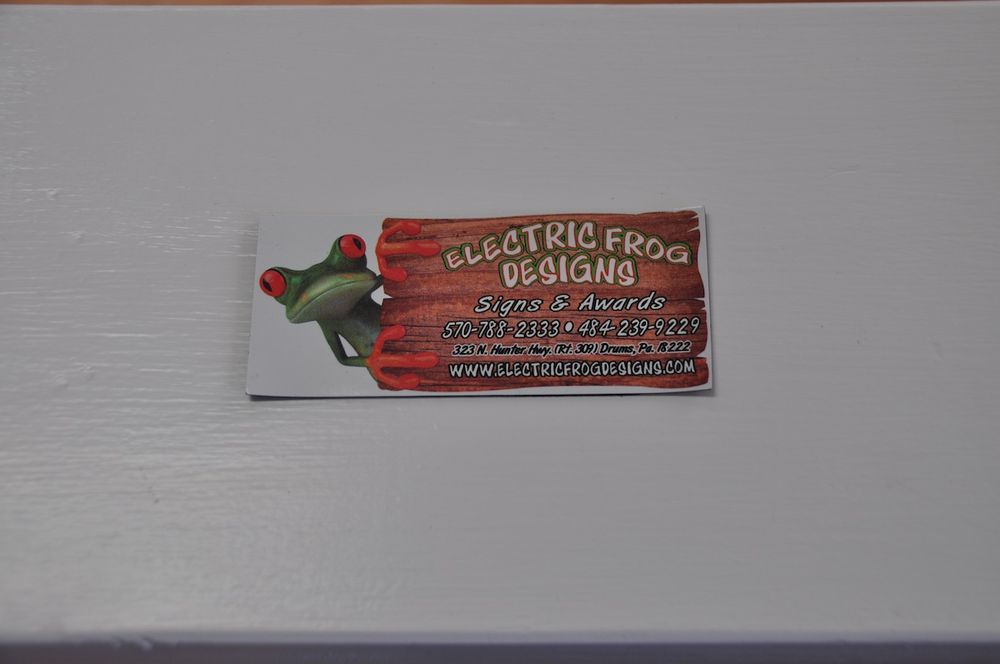 ELECTRIC FROG
DESIGNS
Signs & Awards
570-788-2333 • 484-239-9229
323 N. Hunter Hwy. (Rt. 309) Drums, Pa. 18222
WWW.ELECTRICFROGDESIGNS.COM